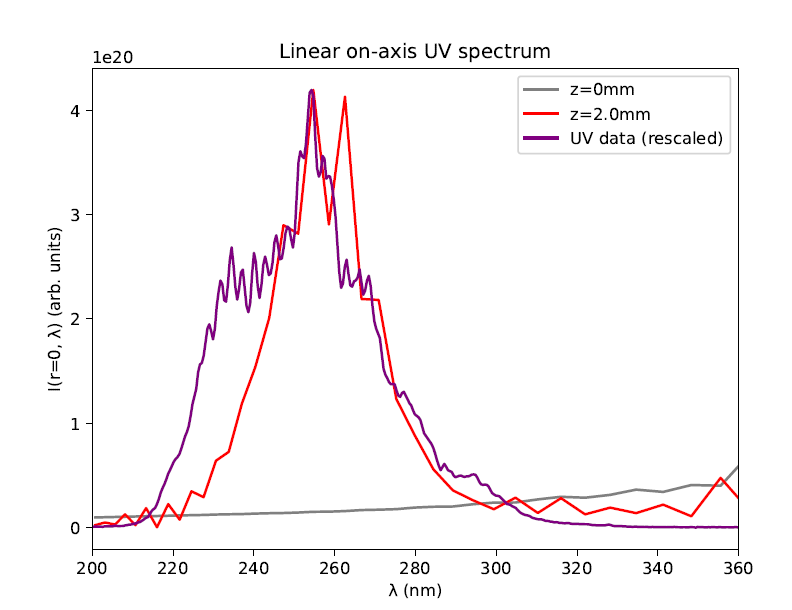 Linear on-axis UV spectrum
1e20
z=0mm
z=2.0mm
UV data (rescaled)
I(r=0, λ) (arb. units)
4
3
2
1
0
200 220 240 260 280 300 320 340 360
λ (nm)